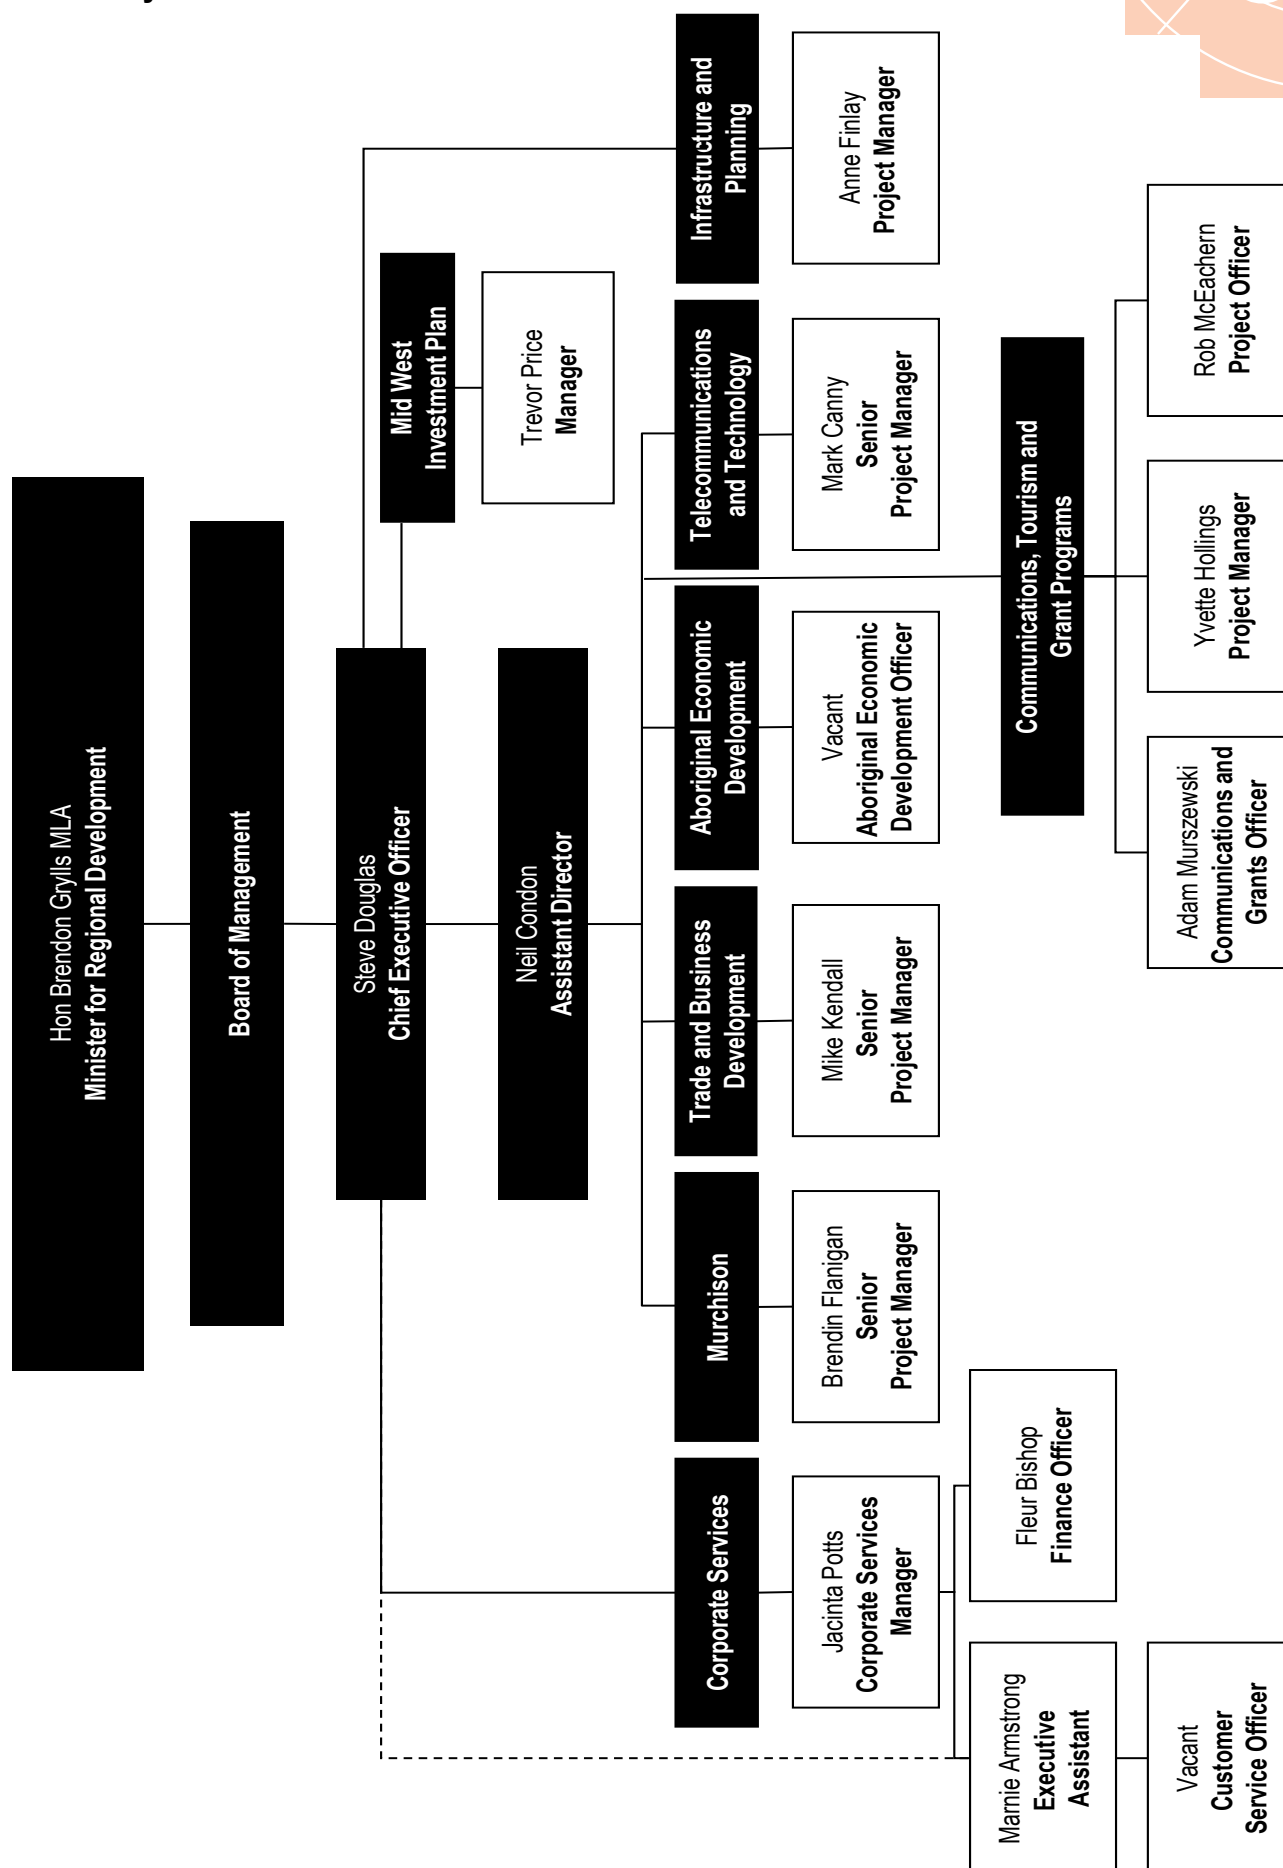 Hon Brendon Grylls MLA
Minister for Regional Development
Board of Management
Steve Douglas
Chief Executive Officer
Mid West
Investment Plan
Trevor Price
Manager
Neil Condon
Assistant Director
Corporate Services
Murchison
Trade and Business
Development
Aboriginal Economic
Development
Telecommunications
and Technology
Infrastructure and
Planning
Jacinta Potts
Corporate Services
Manager
Brendin Flanigan
Senior
Project Manager
Mike Kendall
Senior
Project Manager
Vacant
Aboriginal Economic
Development Officer
Mark Canny
Senior
Project Manager
Anne Finlay
Project Manager
Marnie Armstrong
Executive
Assistant
Fleur Bishop
Finance Officer
Communications, Tourism and
Grant Programs
Vacant
Customer
Service Officer
Adam Murszewski
Communications and
Grants Officer
Yvette Hollings
Project Manager
Rob McEachern
Project Officer